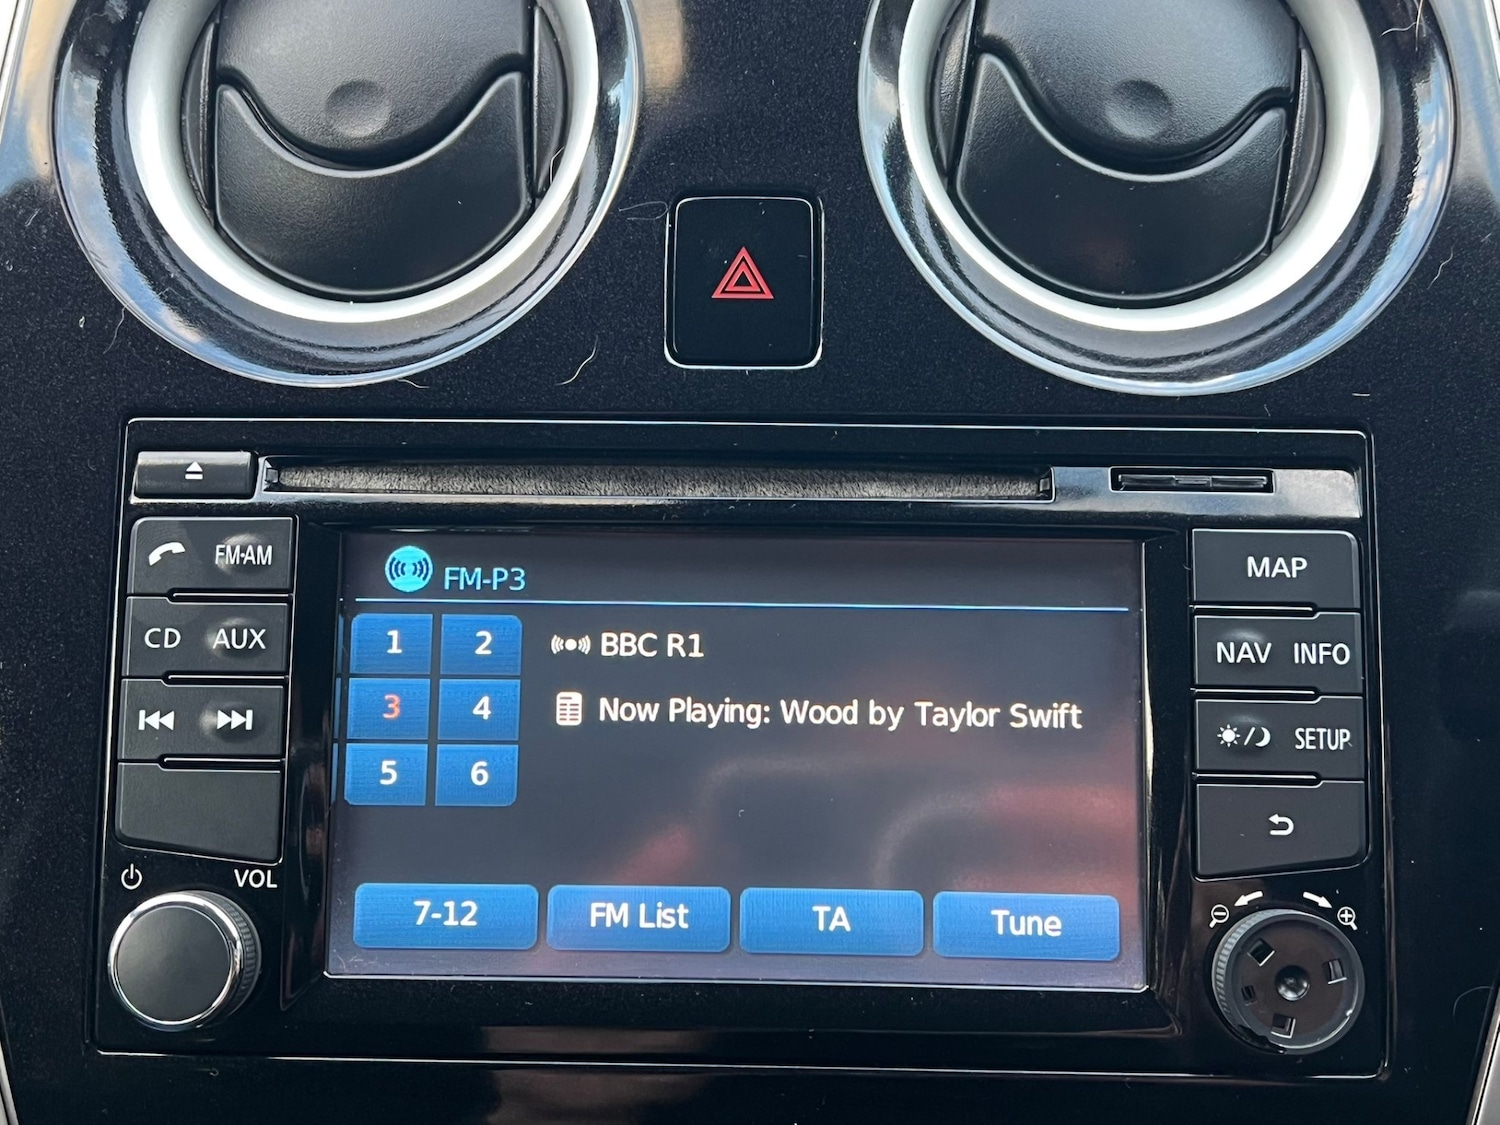 FM·AM
CD AUX
VOL
FM-P3
1 2
3 4
5 6
BBC R1
Now Playing: Wood by Taylor Swift
7-12 FM List TA Tune
MAP
NAV INFO
SETUP